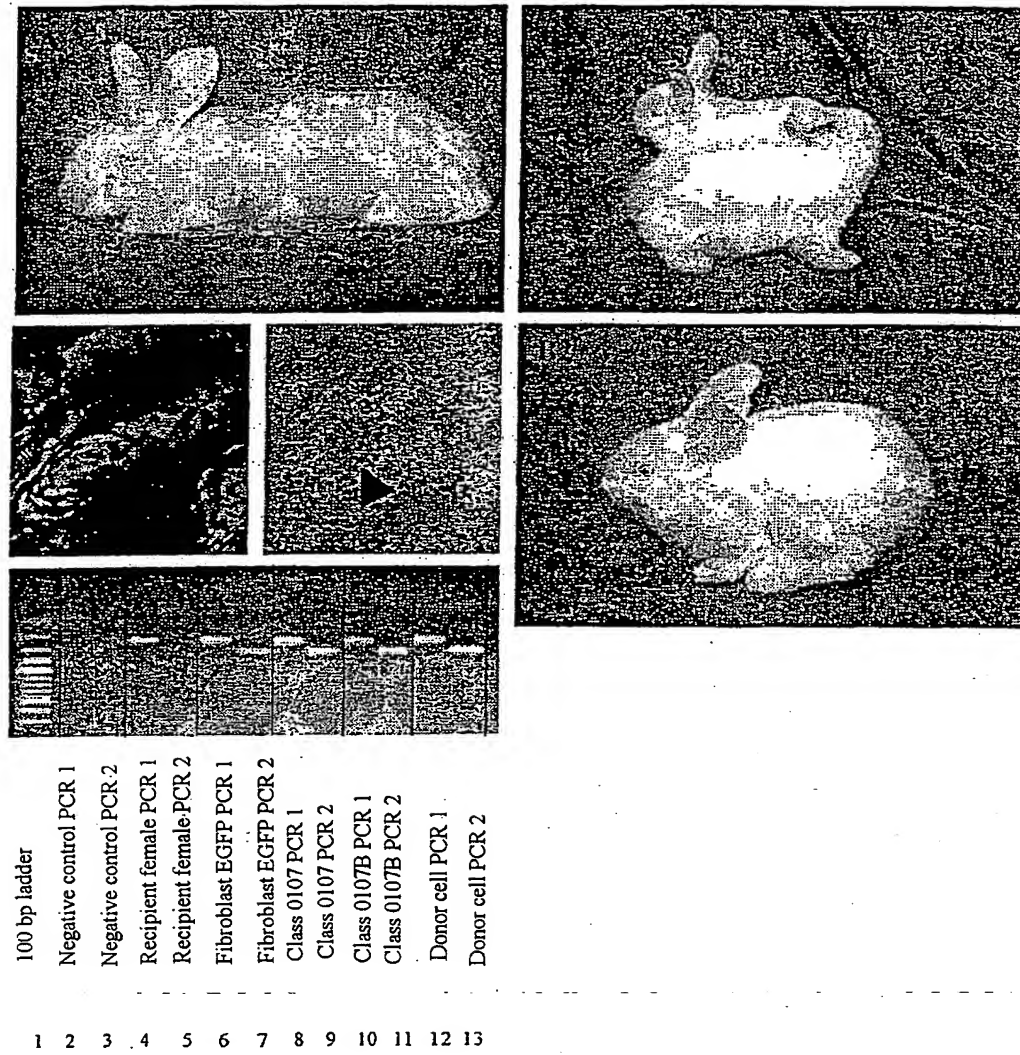 100 bp ladder
Negative control PCR 1
Negative control PCR 2
Recipient female PCR 1
Recipient female PCR 2
Fibroblast EGFP PCR 1
Fibroblast EGFP PCR 2
Class 0107 PCR 1
Class 0107 PCR 2
Class 0107B PCR 1
Class 0107B PCR 2
Donor cell PCR 1
Donor cell PCR 2
1 2 3 4 5 6 7 8 9 10 11 12 13